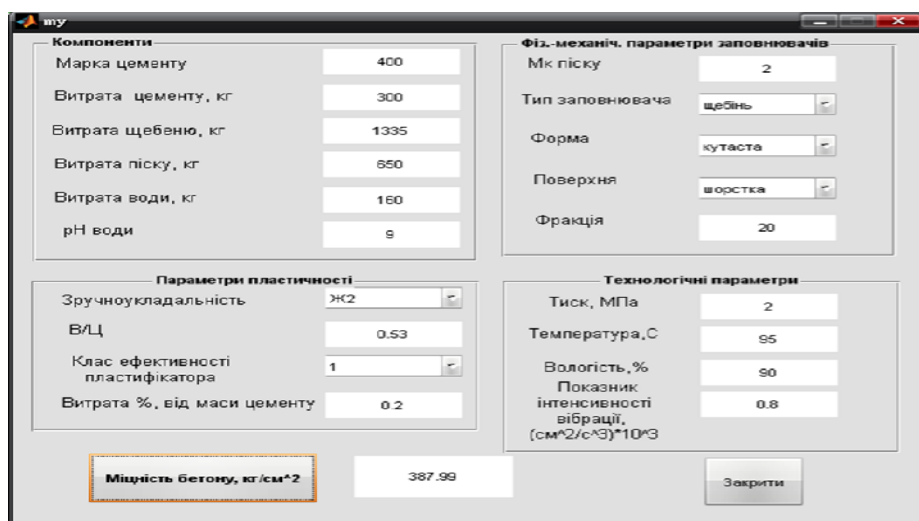 my
Компоненти
Марка цементу 400
Витрата цементу, кг 300
Витрата щебеню, кг 1335
Витрата піску, кг 650
Витрата води, кг 160
рН води 9
Фіз.-механіч. параметри заповнювачів
Мк піску 2
Тип заповнювача щебінь
Форма кутаста
Поверхня шорстка
Фракція 20
Параметри пластичності
Зручноукладальність Ж2
В/Ц 0.53
Клас ефективності
пластифікатора 1
Витрата %, від маси цементу 0.2
Технологічні параметри
Тиск, МПа 2
Температура,С 95
Вологість,% 90
Показник
інтенсивності 0.8
вібрації,
(см^2/с^3)*10^3
Міцність бетону, кг/см^2 387.99
Закрити